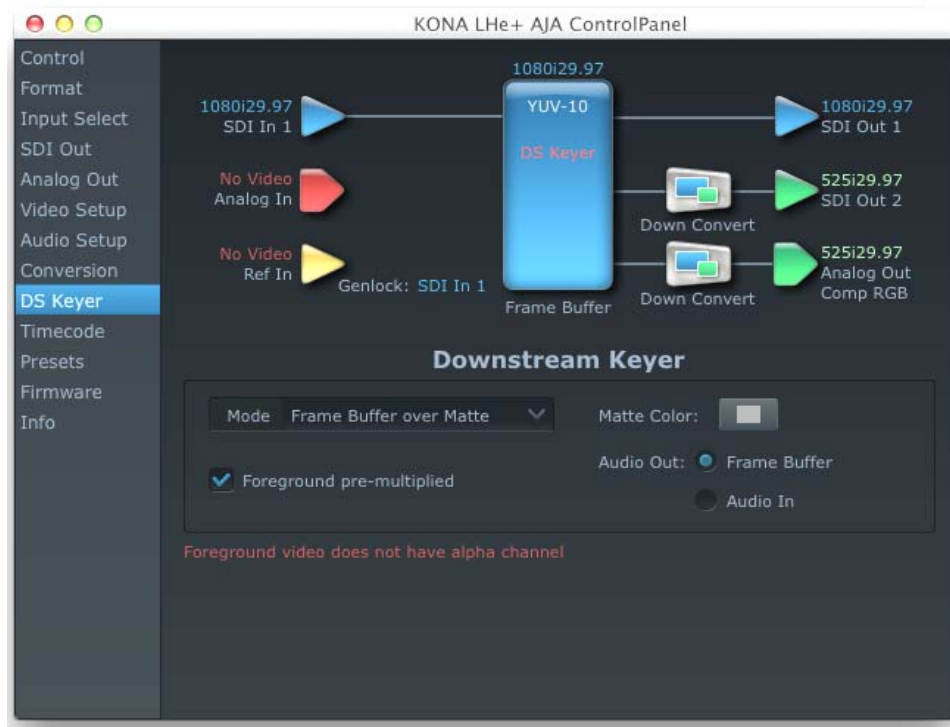 KONA LHe+ AJA ControlPanel
Control
Format
Input Select
SDI Out
Analog Out
Video Setup
Audio Setup
Conversion
DS Keyer
Timecode
Presets
Firmware
Info
1080i29.97
1080i29.97
SDI In 1
YUV-10
DS Keyer
1080i29.97
SDI Out 1
No Video
Analog In
525i29.97
SDI Out 2
Down Convert
No Video
Ref In
Genlock: SDI In 1
525i29.97
Analog Out
Comp RGB
Down Convert
Frame Buffer
Downstream Keyer
Mode Frame Buffer over Matte
Matte Color:
Foreground pre-multiplied
Audio Out: Frame Buffer
Audio In
Foreground video does not have alpha channel